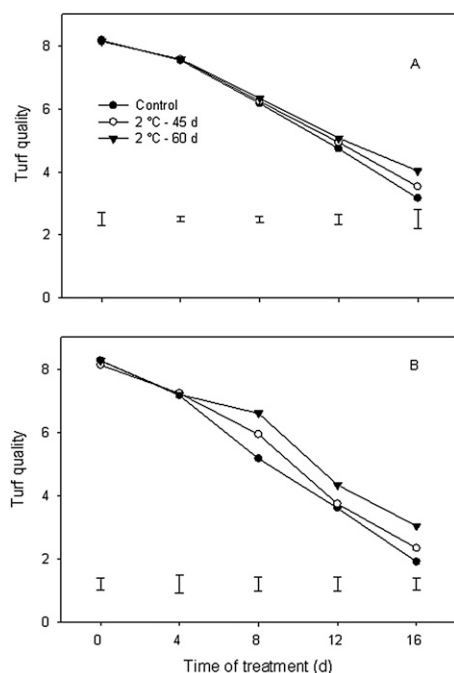 A
8
6
4
2
0
Turf quality
Control
2 °C - 45 d
2 °C - 60 d
B
8
6
4
2
0
Turf quality
0 4 8 12 16
Time of treatment (d)